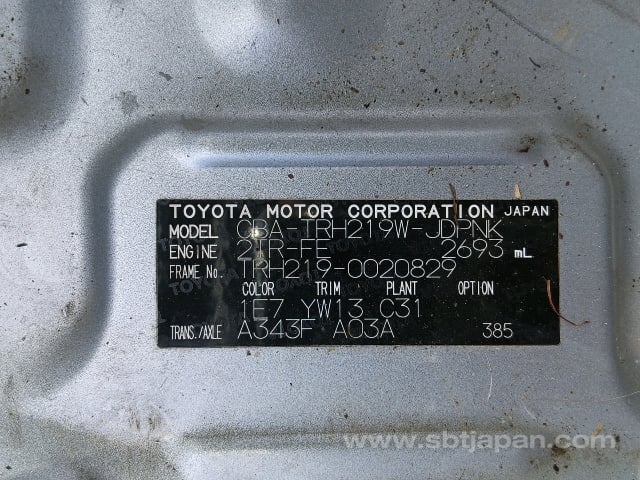 TOYOTA MOTOR CORPORATION JAPAN
MODEL CBA-TRH219W-JDPNK
ENGINE 2TR-FE 2693 mL
FRAME No. TRH219-0020829
COLOR TRIM PLANT OPTION
1E7 YW13 C31
TRANS./AXLE A343F A03A 385
www.sbtjapan.com